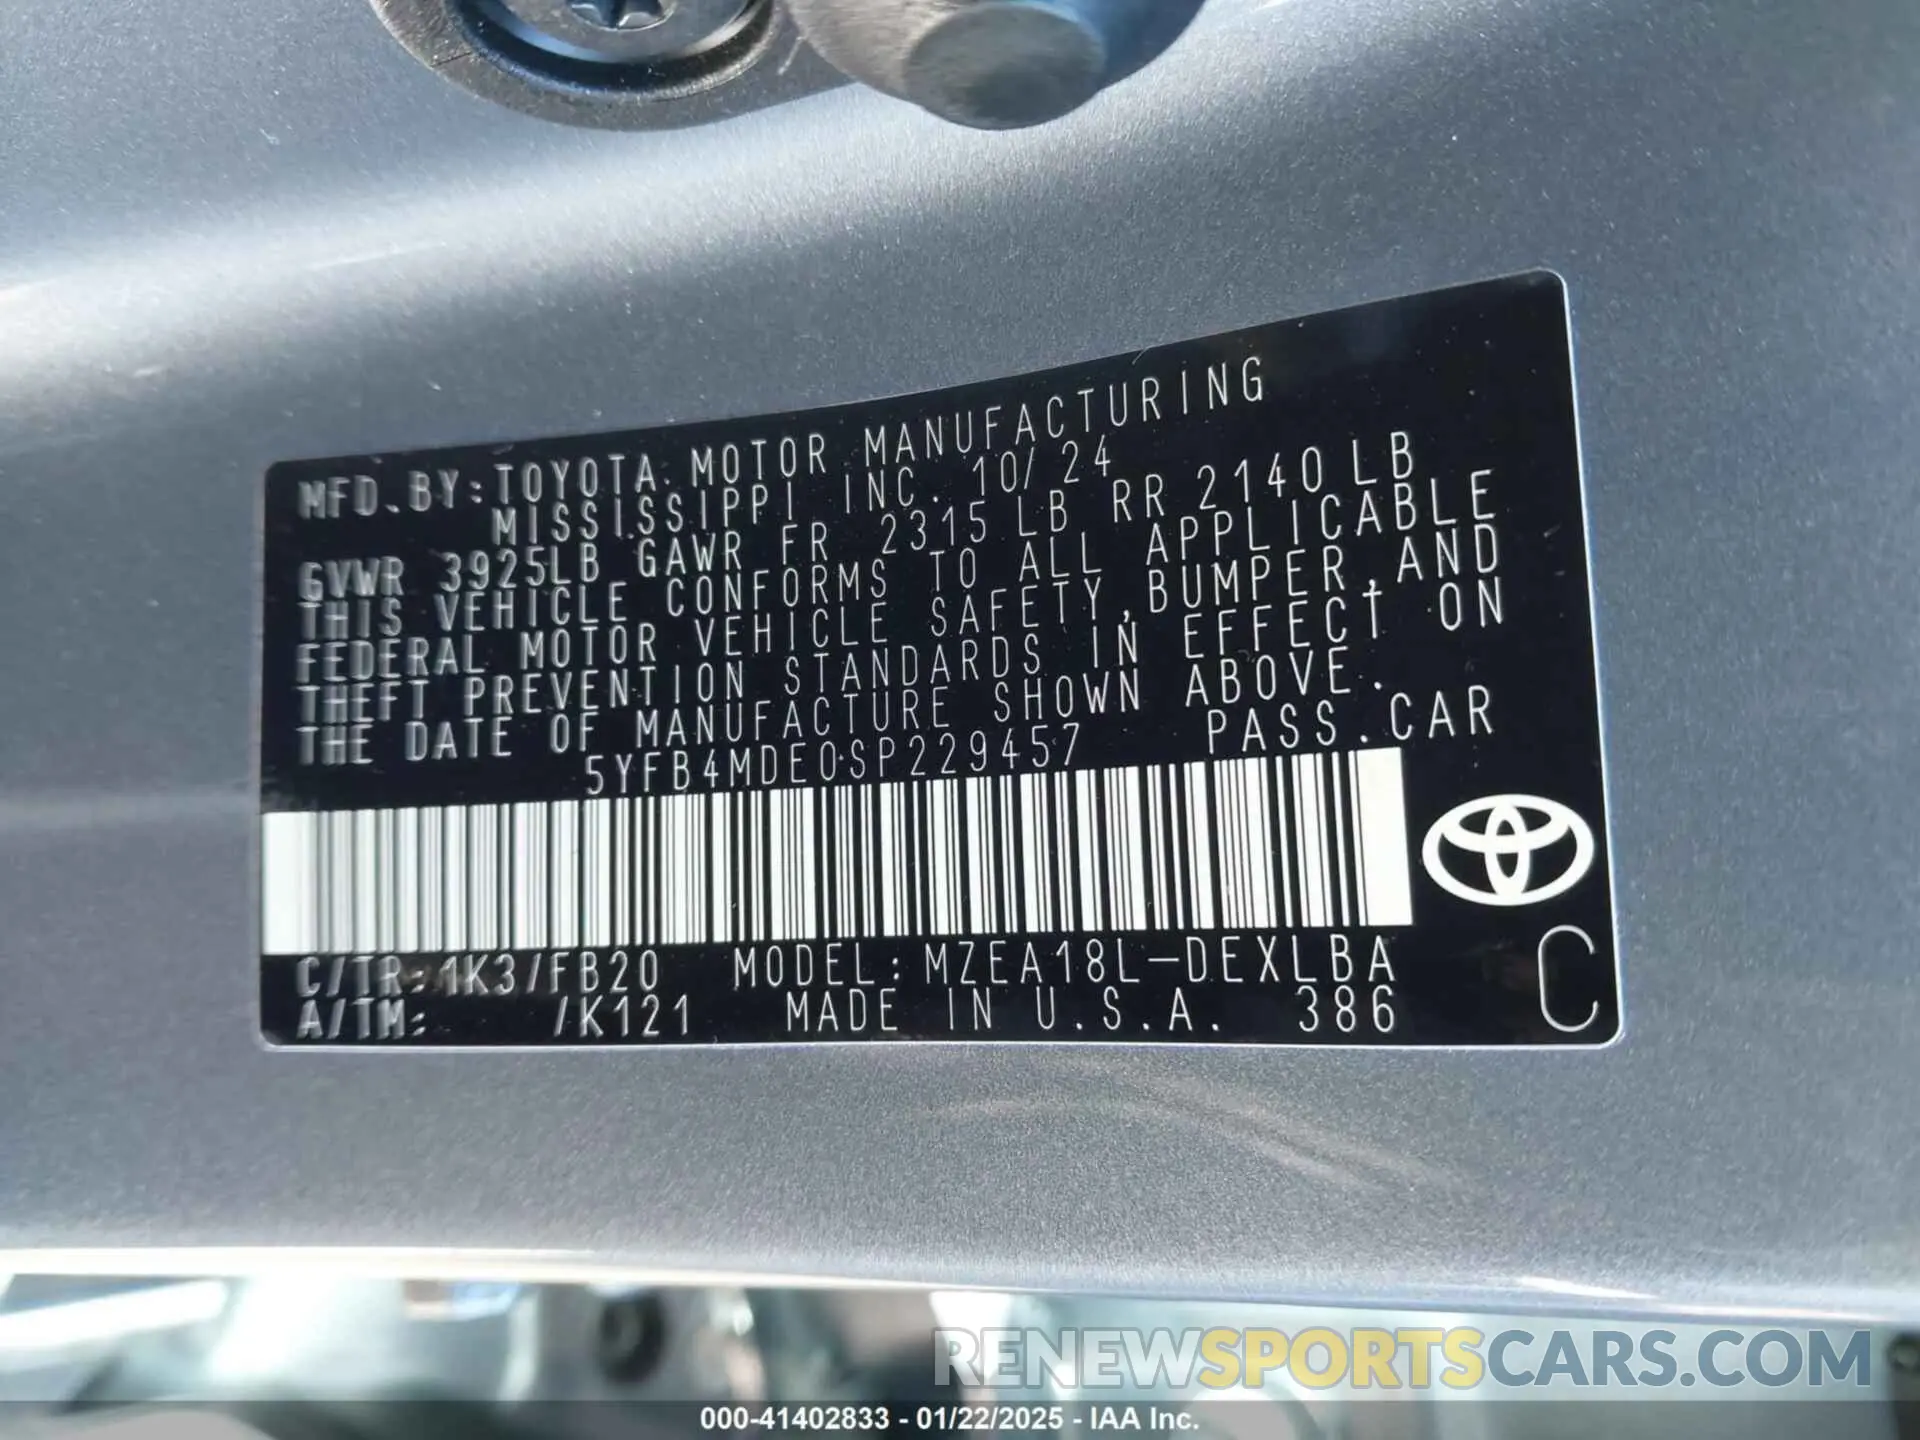 MFD.BY:TOYOTA MOTOR MANUFACTURING
MISSISSIPPI INC. 10/24
GVWR 3925LB GAWR FR 2315 LB RR 2140 LB
THIS VEHICLE CONFORMS TO ALL APPLICABLE
FEDERAL MOTOR VEHICLE SAFETY, BUMPER, AND
THEFT PREVENTION STANDARDS IN EFFECT ON
THE DATE OF MANUFACTURE SHOWN ABOVE.
5YFB4MDE0SP229457 PASS.CAR
C/TR:1K3/FB20 MODEL: MZEA18L-DEXLBA
A/TM: /K121 MADE IN U.S.A. 386
C
RENEWSPORTSCARS.COM
000-41402833 - 01/22/2025 - IAA Inc.